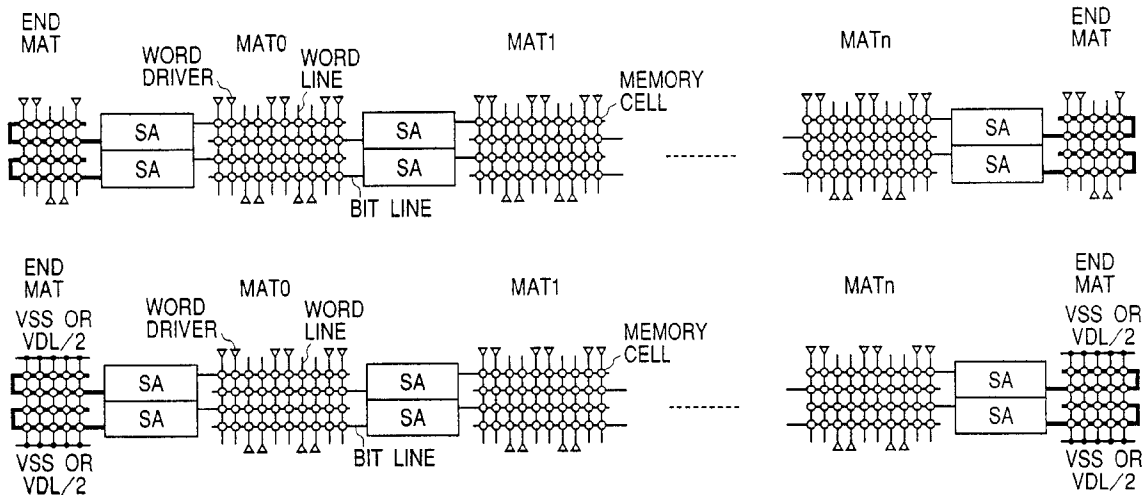 END
MAT
WORD
DRIVER
MAT0
WORD
LINE
MAT1
MEMORY
CELL
MATn
END
MAT
SA
SA
SA
SA
SA
SA
BIT LINE
END
MAT
VSS OR
VDL/2
WORD
DRIVER
MAT0
WORD
LINE
MAT1
MEMORY
CELL
MATn
END
MAT
VSS OR
VDL/2
SA
SA
SA
SA
SA
SA
BIT LINE
VSS OR
VDL/2
VSS OR
VDL/2